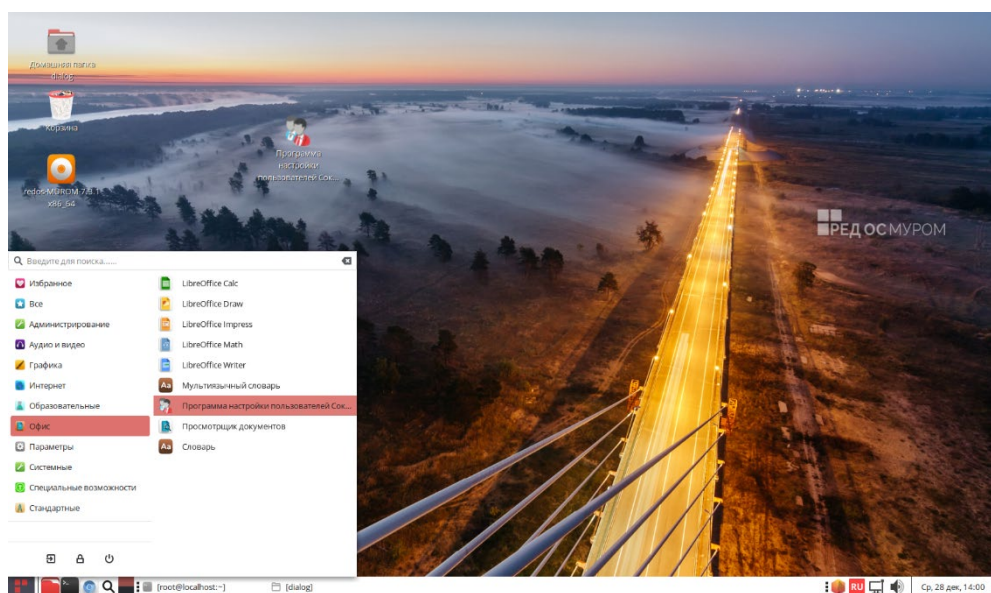 Домашняя папка
dialog
Корзина
redos-MUROM-7.3.1
x86_64
Программа
настройки
пользователей Сок...
РЕД ОС МУРОМ
Введите для поиска......
Избранное
Все
Администрирование
Аудио и видео
Графика
Интернет
Образовательные
Офис
Параметры
Системные
Специальные возможности
Стандартные
LibreOffice Calc
LibreOffice Draw
LibreOffice Impress
LibreOffice Math
LibreOffice Writer
Aa Мультиязычный словарь
Программа настройки пользователей Сок...
Просмотрщик документов
Aa Словарь
[root@localhost:~]
[dialog]
RU
Ср, 28 дек, 14:00